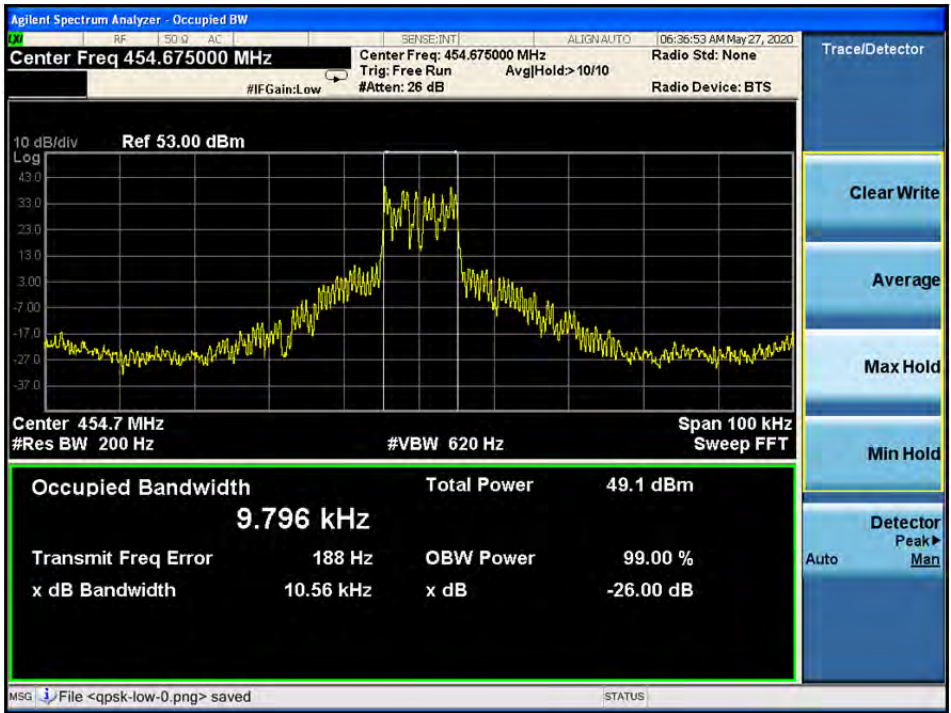 Agilent Spectrum Analyzer - Occupied BW
LXI RF 50 Ω AC SENSE:INT ALIGN AUTO 06:36:53 AM May 27, 2020
Center Freq 454.675000 MHz
Center Freq: 454.675000 MHz
Radio Std: None
Trig: Free Run Avg|Hold:> 10/10
#IFGain:Low
#Atten: 26 dB
Radio Device: BTS
Trace/Detector
10 dB/div Ref 53.00 dBm
Log
43.0
33.0
23.0
13.0
3.00
-7.00
-17.0
-27.0
-37.0
Center 454.7 MHz Span 100 kHz
#Res BW 200 Hz #VBW 620 Hz Sweep FFT
Occupied Bandwidth Total Power 49.1 dBm
9.796 kHz
Transmit Freq Error 188 Hz OBW Power 99.00 %
x dB Bandwidth 10.56 kHz x dB -26.00 dB
Clear Write
Average
Max Hold
Min Hold
Detector
Peak▶
Auto Man
MSG File <qpsk-low-0.png> saved STATUS